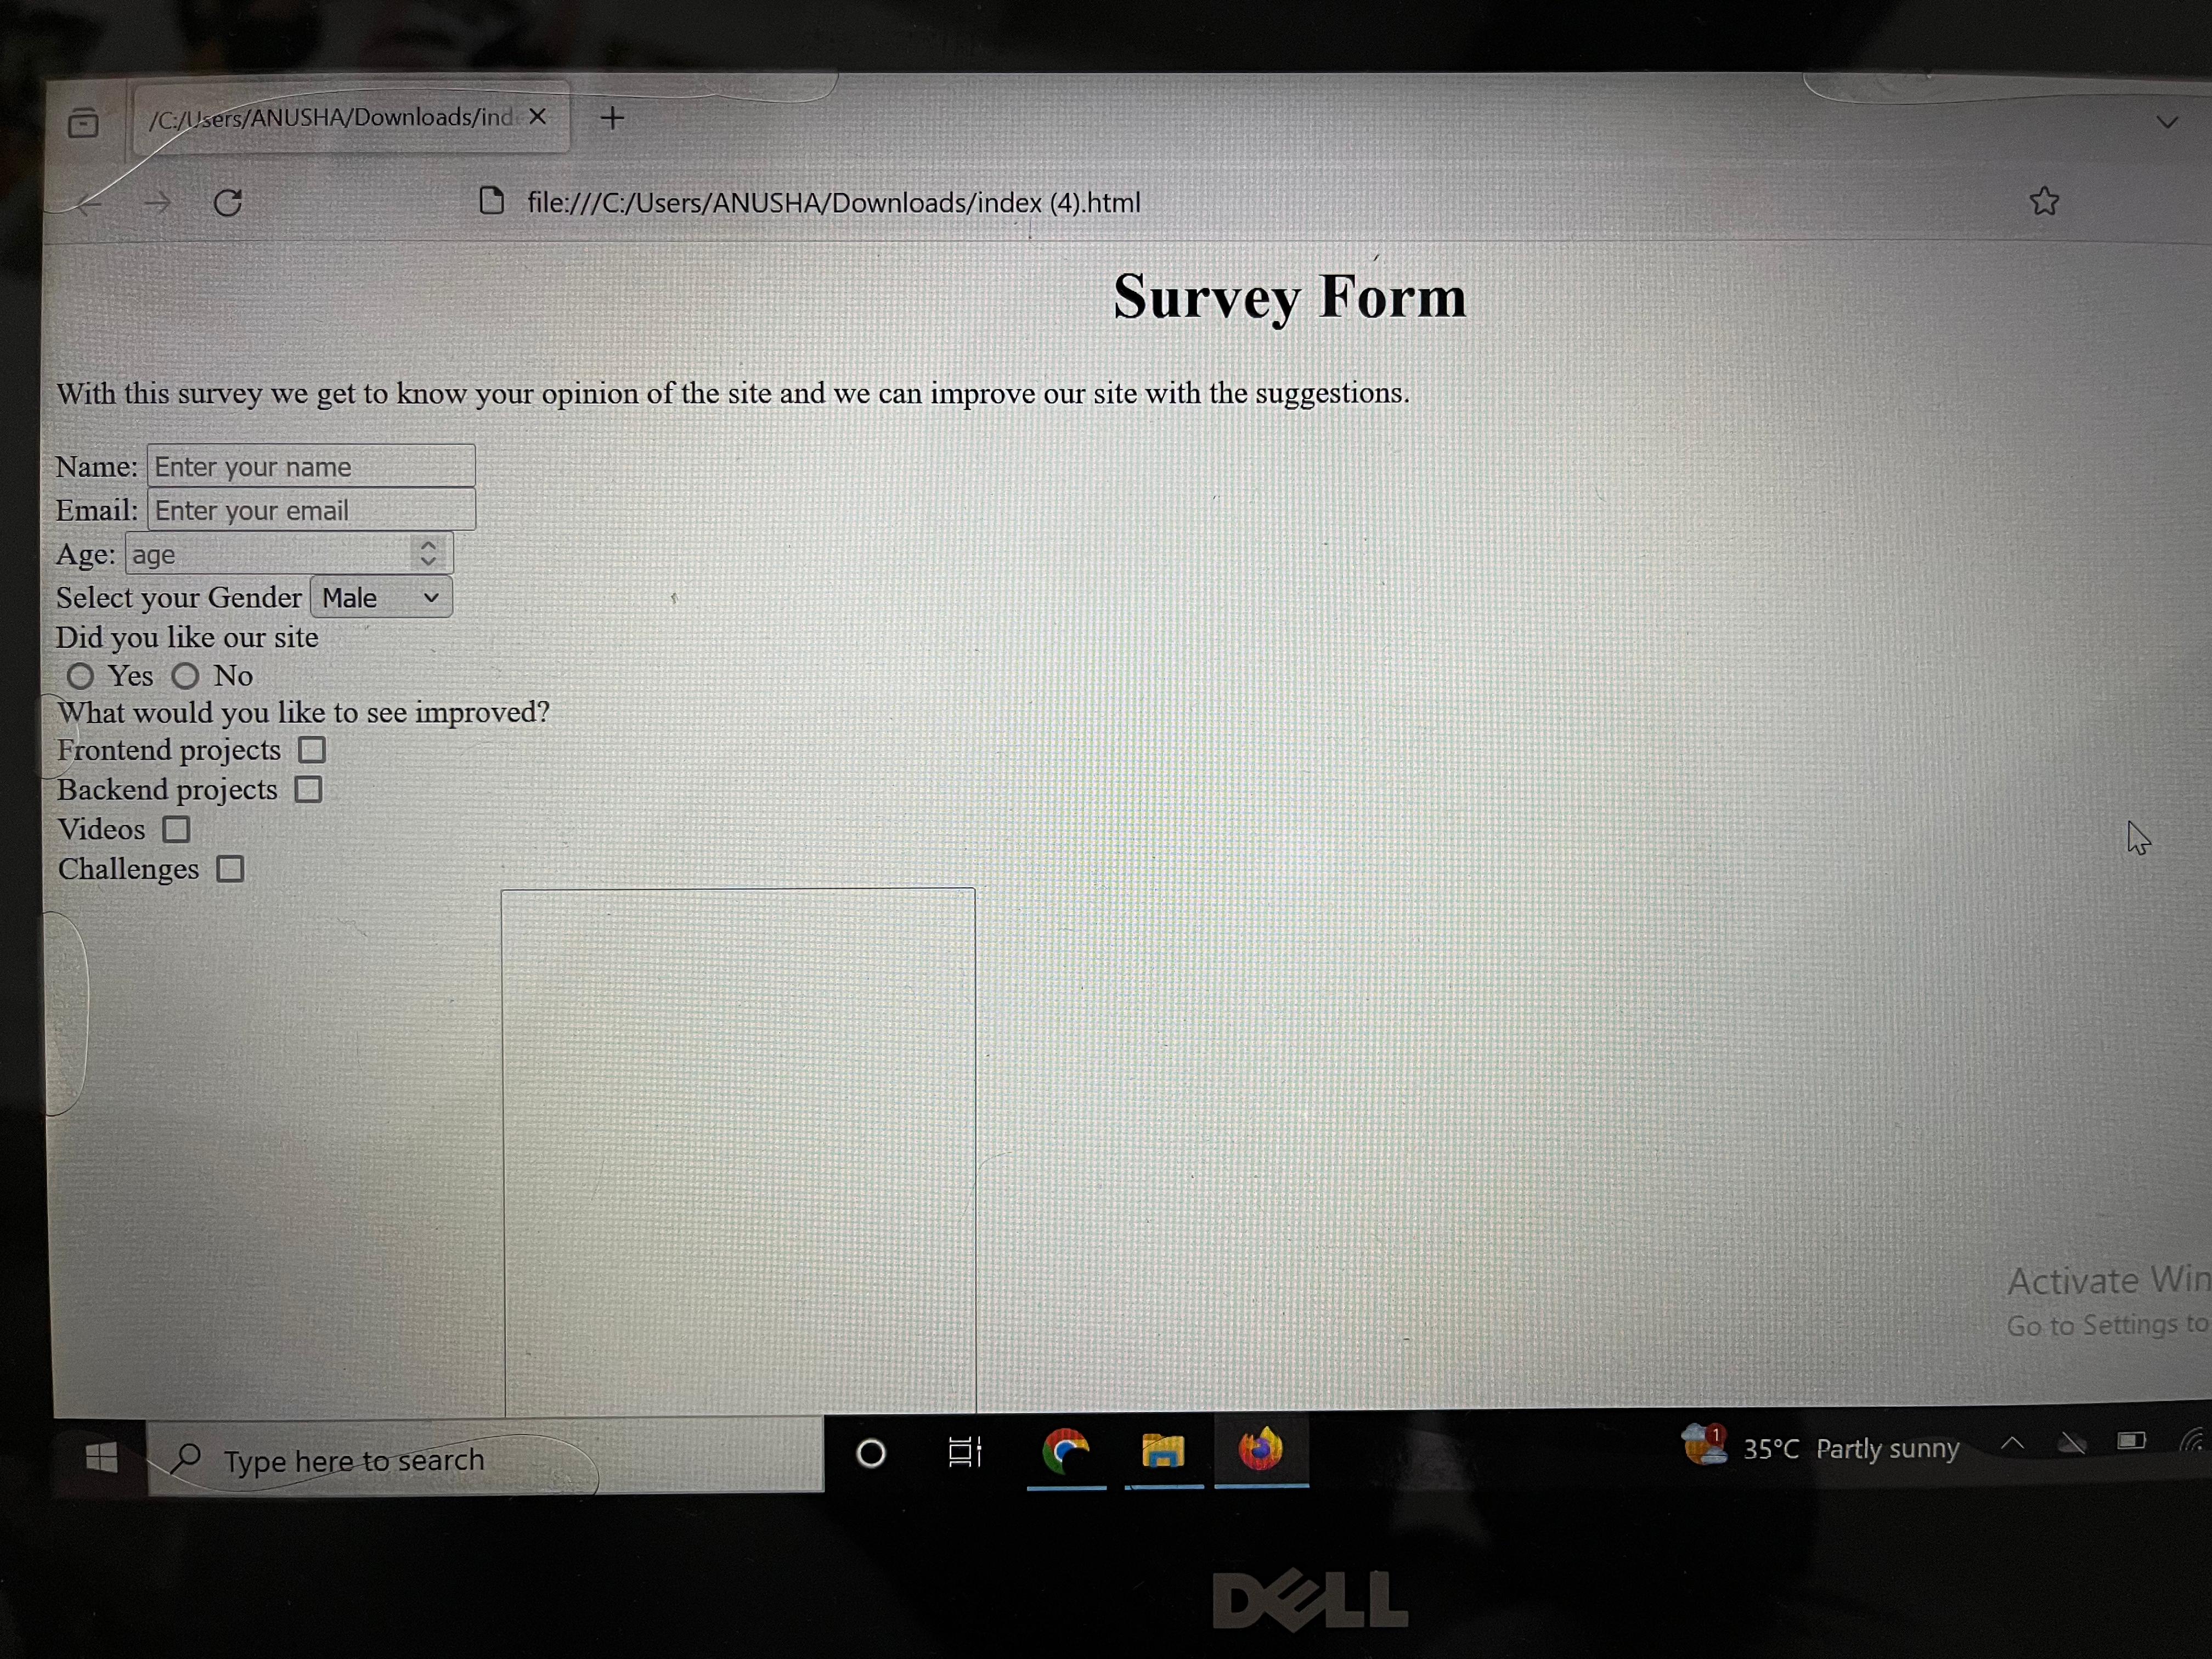 /C:/Users/ANUSHA/Downloads/ind
file:///C:/Users/ANUSHA/Downloads/index (4).html
Survey Form
With this survey we get to know your opinion of the site and we can improve our site with the suggestions.
Name: Enter your name
Email: Enter your email
Age: age
Select your Gender Male
Did you like our site
Yes No
What would you like to see improved?
Frontend projects
Backend projects
Videos
Challenges
Activate Win
Go to Settings to
Type here to search
1
35°C Partly sunny
DELL